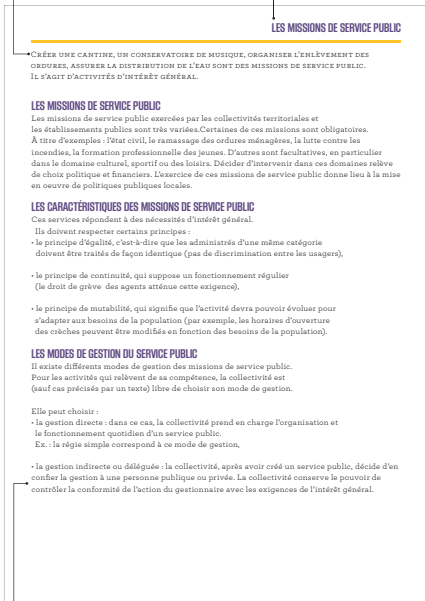 LES MISSIONS DE SERVICE PUBLIC
Créer une cantine, un conservatoire de musique, organiser l'enlèvement des
ordures, assurer la distribution de l'eau sont des missions de service public.
Il s'agit d'activités d'intérêt général.
LES MISSIONS DE SERVICE PUBLIC
Les missions de service public exercées par les collectivités territoriales et
les établissements publics sont très variées.Certaines de ces missions sont obligatoires.
À titre d'exemples : l'état civil, le ramassage des ordures ménagères, la lutte contre les
incendies, la formation professionnelle des jeunes. D'autres sont facultatives, en particulier
dans le domaine culturel, sportif ou des loisirs. Décider d'intervenir dans ces domaines relève
de choix politique et financiers. L'exercice de ces missions de service public donne lieu à la mise
en oeuvre de politiques publiques locales.
LES CARACTÉRISTIQUES DES MISSIONS DE SERVICE PUBLIC
Ces services répondent à des nécessités d'intérêt général.
Ils doivent respecter certains principes :
• le principe d'égalité, c'est-à-dire que les administrés d'une même catégorie
doivent être traités de façon identique (pas de discrimination entre les usagers),
• le principe de continuité, qui suppose un fonctionnement régulier
(le droit de grève des agents atténue cette exigence),
• le principe de mutabilité, qui signifie que l'activité devra pouvoir évoluer pour
s'adapter aux besoins de la population (par exemple, les horaires d'ouverture
des crèches peuvent être modifiés en fonction des besoins de la population).
LES MODES DE GESTION DU SERVICE PUBLIC
Il existe différents modes de gestion des missions de service public.
Pour les activités qui relèvent de sa compétence, la collectivité est
(sauf cas précisés par un texte) libre de choisir son mode de gestion.
Elle peut choisir :
• la gestion directe : dans ce cas, la collectivité prend en charge l'organisation et
le fonctionnement quotidien d'un service public.
Ex. : la régie simple correspond à ce mode de gestion,
• la gestion indirecte ou déléguée : la collectivité, après avoir créé un service public, décide d'en
confier la gestion à une personne publique ou privée. La collectivité conserve le pouvoir de
contrôler la conformité de l'action du gestionnaire avec les exigences de l'intérêt général.